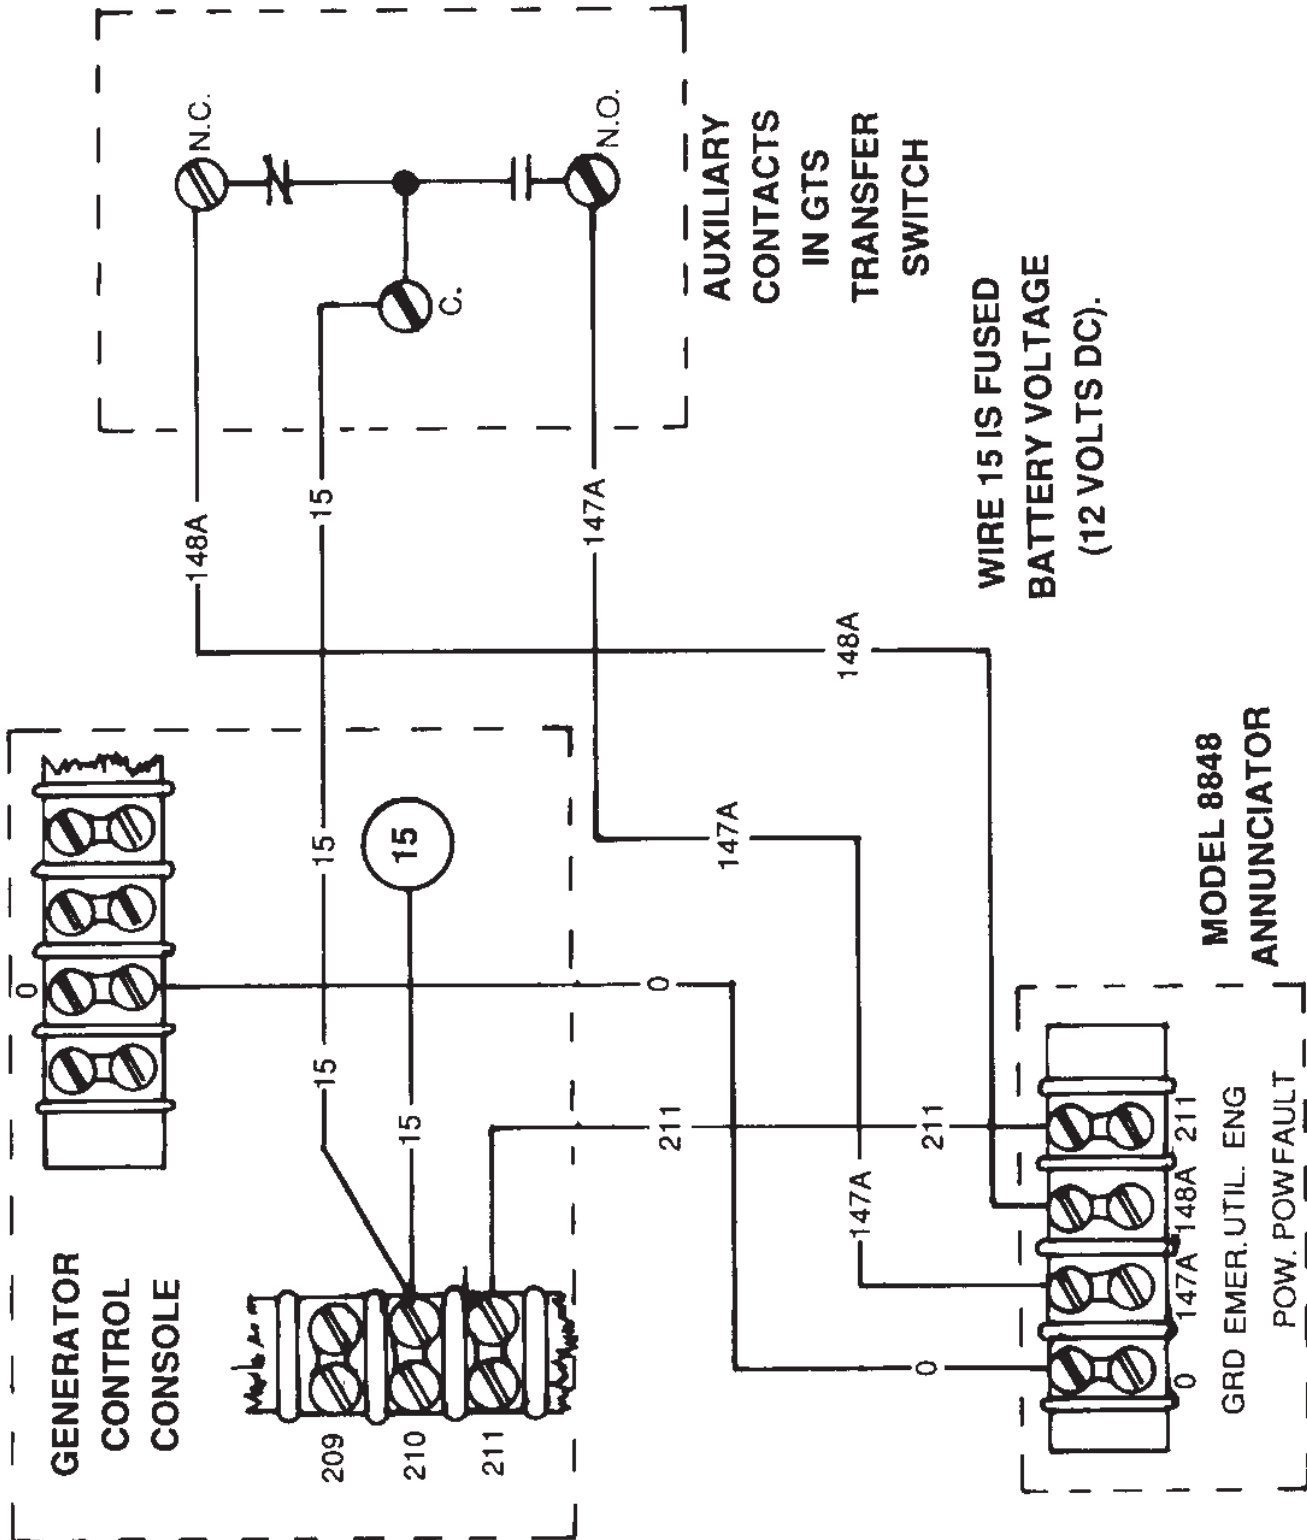 0
GENERATOR
CONTROL
CONSOLE
N.C.
148A
15
15
15
209
210
211
15
15
C.
147A
N.O.
0
211
AUXILIARY
CONTACTS
IN GTS
TRANSFER
SWITCH
147A
148A
147A
0
211
WIRE 15 IS FUSED
BATTERY VOLTAGE
(12 VOLTS DC).
MODEL 8848
ANNUNCIATOR
0 147A 148A 211
GRD EMER. UTIL. ENG
POW. POW FAULT